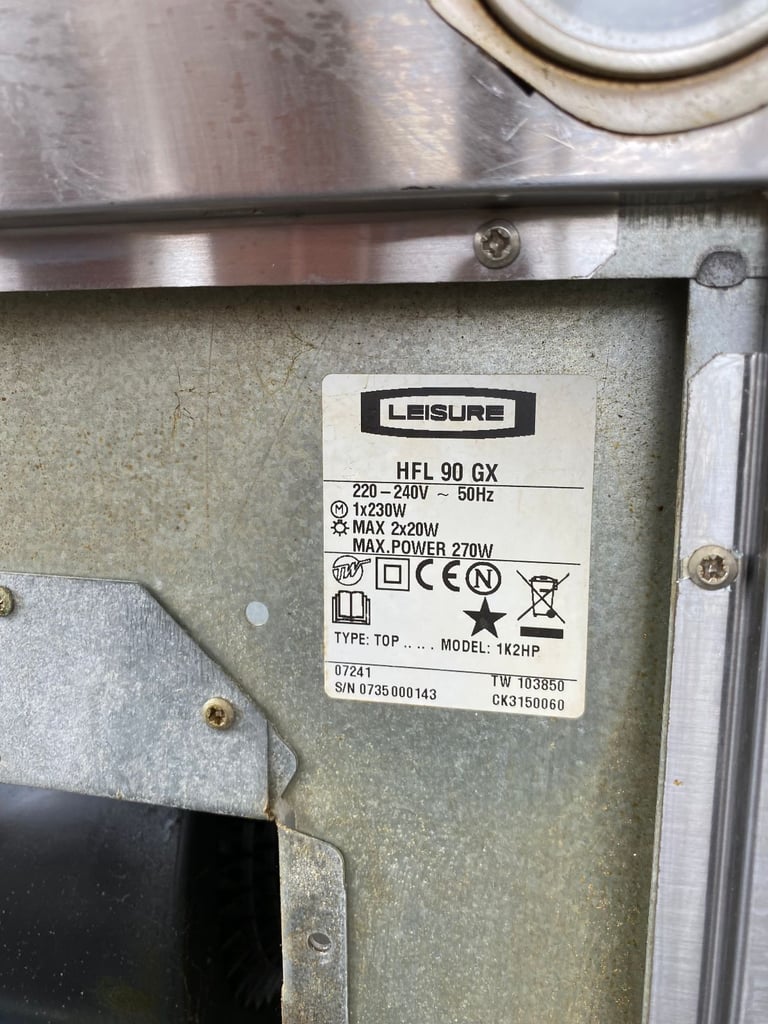 LEISURE
HFL 90 GX
220-240V ~ 50Hz
M 1x230W
MAX 2x20W
MAX.POWER 270W
TW CE N
TYPE: TOP .. .. . MODEL: 1K2HP
07241 TW 103850
S/N 0735000143 CK3150060